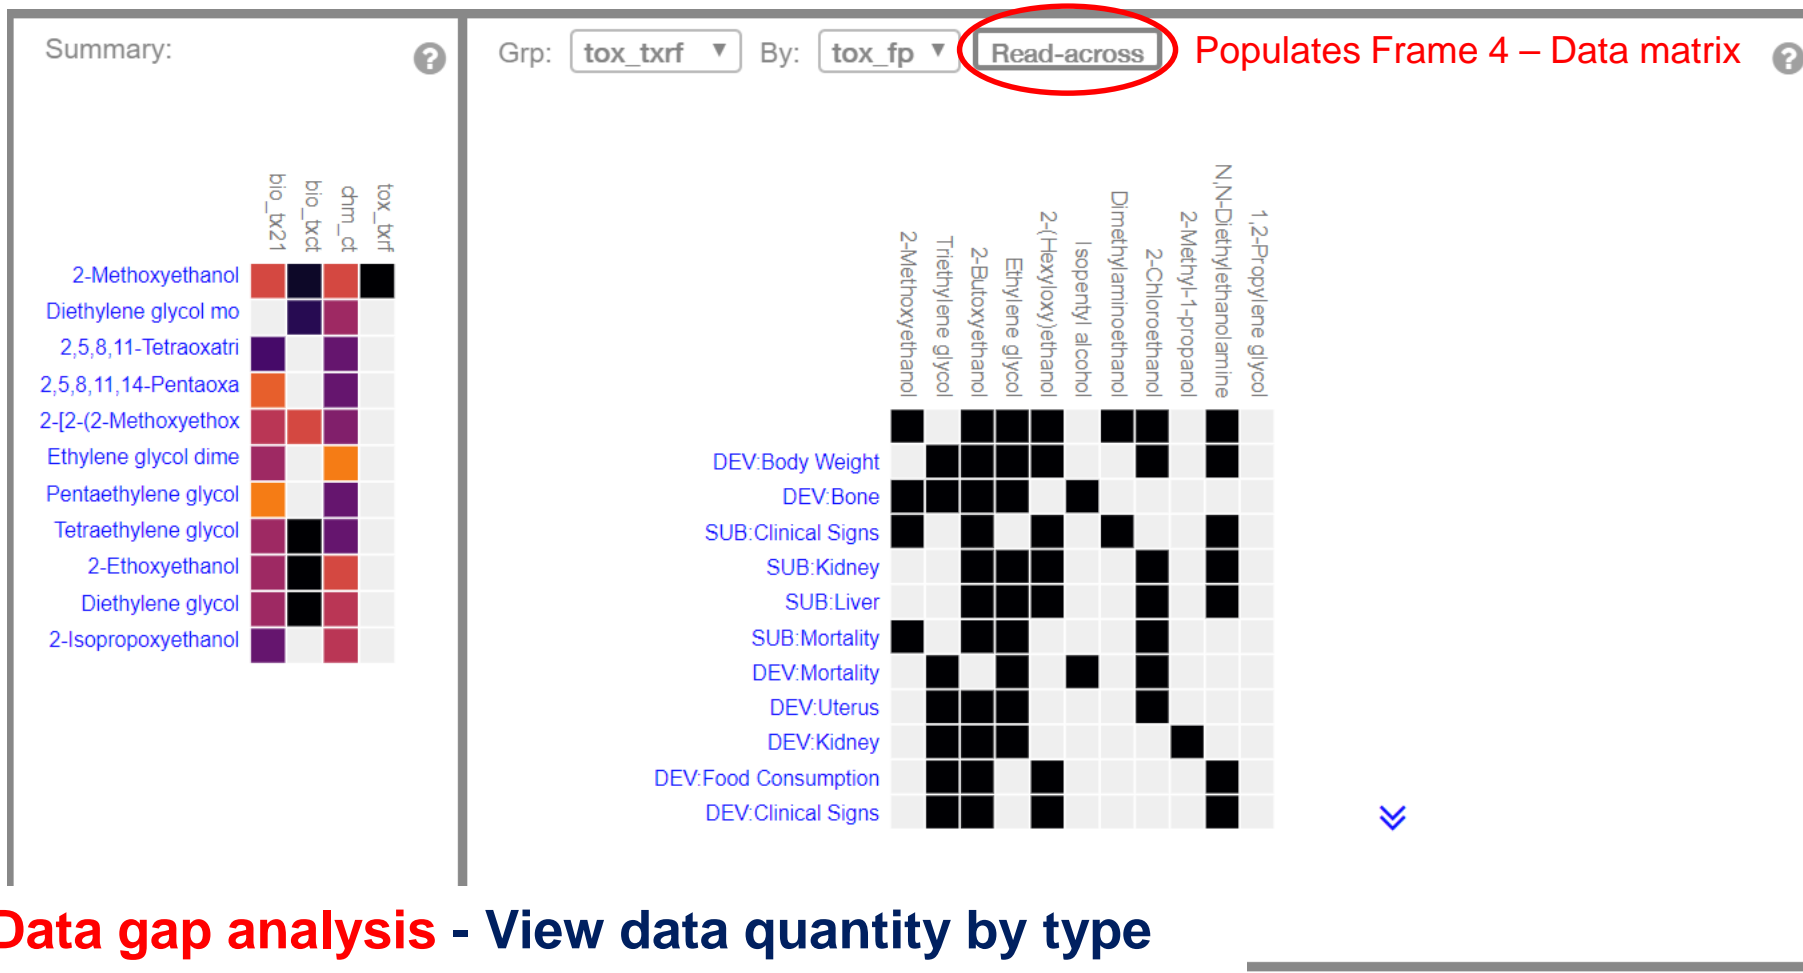 Summary:
?
bio_tx21
bio_txct
chm_ct
tox_txrf
2-Methoxyethanol
Diethylene glycol mo
2,5,8,11-Tetraoxatri
2,5,8,11,14-Pentaoxa
2-[2-(2-Methoxyethox
Ethylene glycol dime
Pentaethylene glycol
Tetraethylene glycol
2-Ethoxyethanol
Diethylene glycol
2-Isopropoxyethanol
Grp: tox_txrf ▼ By: tox_fp ▼ Read-across Populates Frame 4 – Data matrix ?
2-Methoxyethanol
Triethylene glycol
2-Butoxyethanol
Ethylene glycol
2-(Hexyloxy)ethanol
Isopentyl alcohol
Dimethylaminoethanol
2-Chloroethanol
2-Methyl-1-propanol
N,N-Diethylethanolamine
1,2-Propylene glycol
DEV:Body Weight
DEV:Bone
SUB:Clinical Signs
SUB:Kidney
SUB:Liver
SUB:Mortality
DEV:Mortality
DEV:Uterus
DEV:Kidney
DEV:Food Consumption
DEV:Clinical Signs
Data gap analysis - View data quantity by type